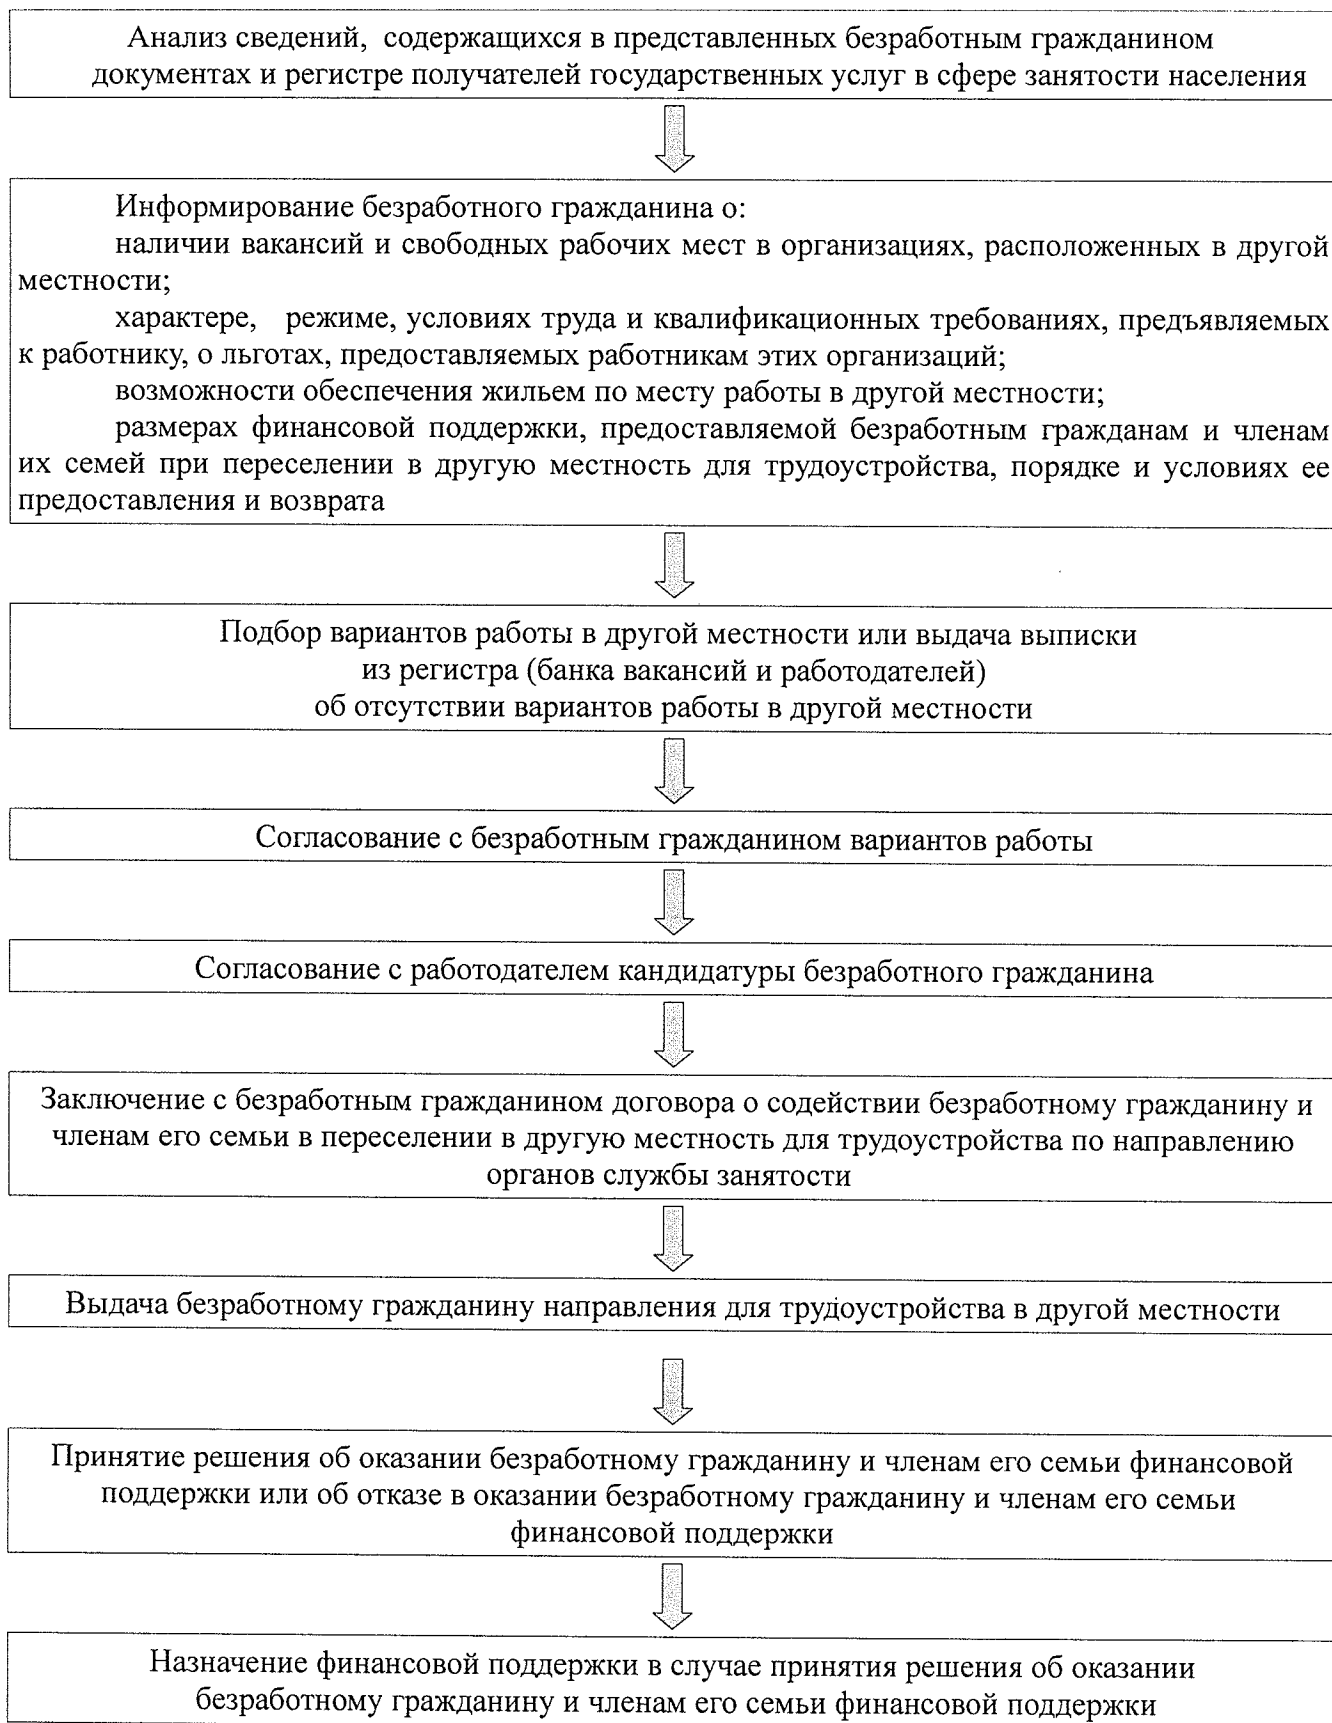 Анализ сведений, содержащихся в представленных безработным гражданином
документах и регистре получателей государственных услуг в сфере занятости населения
Информирование безработного гражданина о:
наличии вакансий и свободных рабочих мест в организациях, расположенных в другой
местности;
характере, режиме, условиях труда и квалификационных требованиях, предъявляемых
к работнику, о льготах, предоставляемых работникам этих организаций;
возможности обеспечения жильем по месту работы в другой местности;
размерах финансовой поддержки, предоставляемой безработным гражданам и членам
их семей при переселении в другую местность для трудоустройства, порядке и условиях ее
предоставления и возврата
Подбор вариантов работы в другой местности или выдача выписки
из регистра (банка вакансий и работодателей)
об отсутствии вариантов работы в другой местности
Согласование с безработным гражданином вариантов работы
Согласование с работодателем кандидатуры безработного гражданина
Заключение с безработным гражданином договора о содействии безработному гражданину и
членам его семьи в переселении в другую местность для трудоустройства по направлению
органов службы занятости
Выдача безработному гражданину направления для трудоустройства в другой местности
Принятие решения об оказании безработному гражданину и членам его семьи финансовой
поддержки или об отказе в оказании безработному гражданину и членам его семьи
финансовой поддержки
Назначение финансовой поддержки в случае принятия решения об оказании
безработному гражданину и членам его семьи финансовой поддержки